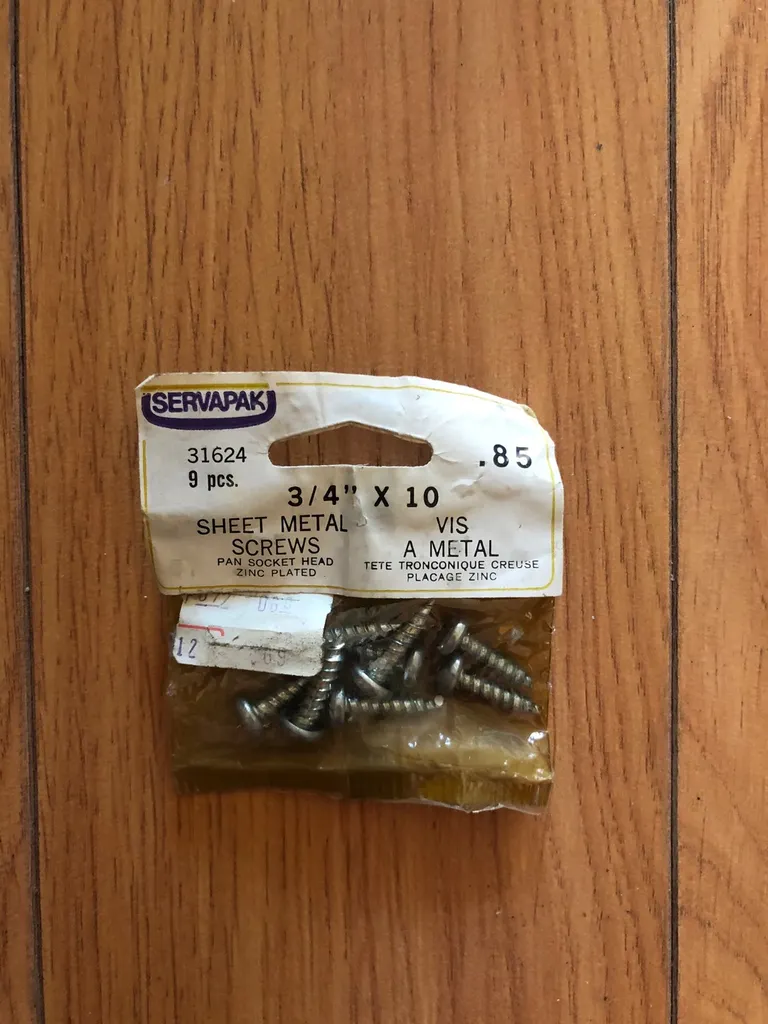 SERVAPAK
31624
9 pcs.
.85
3/4" X 10
SHEET METAL
SCREWS
PAN SOCKET HEAD
ZINC PLATED
VIS
A METAL
TETE TRONCONIQUE CREUSE
PLACAGE ZINC
12